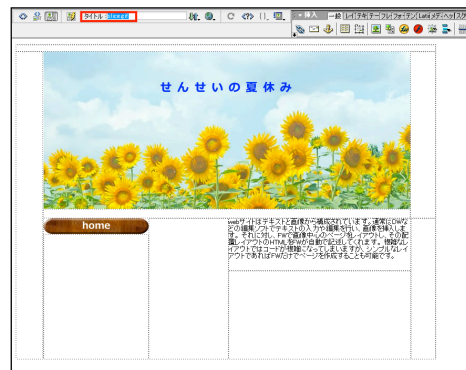 タイトル:
挿入
一般
せんせいの夏休み
home
webサイトはテキストと画像から構成されています。通常にDWな
どの編集ソフトでテキストの入力や編集を行い、画像を挿入しま
す。それに対し、FWで画像中心のページをレイアウトし、その配
置レイアウトのHTMLをFWが自動で記述してくれます。複雑なレ
イアウトではコードが複雑になってしまいますが、シンプルなレイ
アウトであればFWだけでページを作成することも可能です。